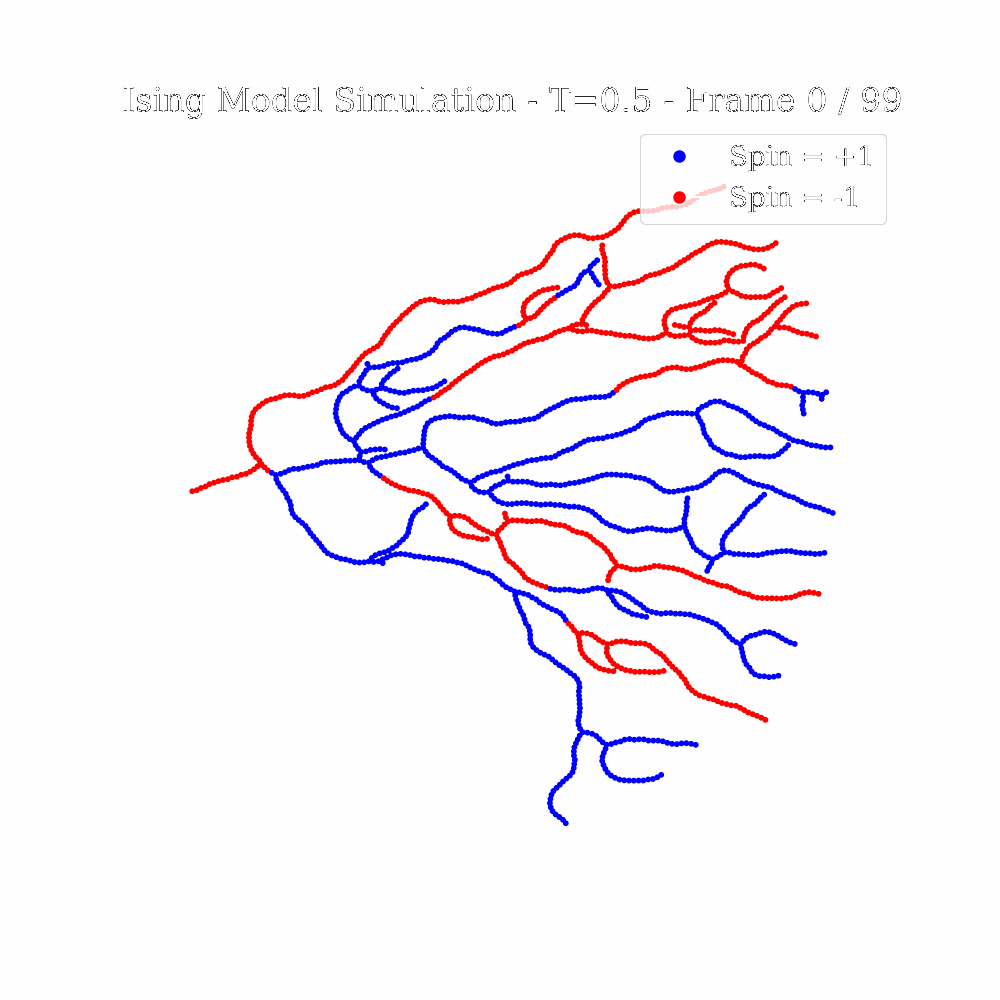 Ising Model Simulation - T=0.5 - Frame 0 / 99
Spin = +1
Spin = -1